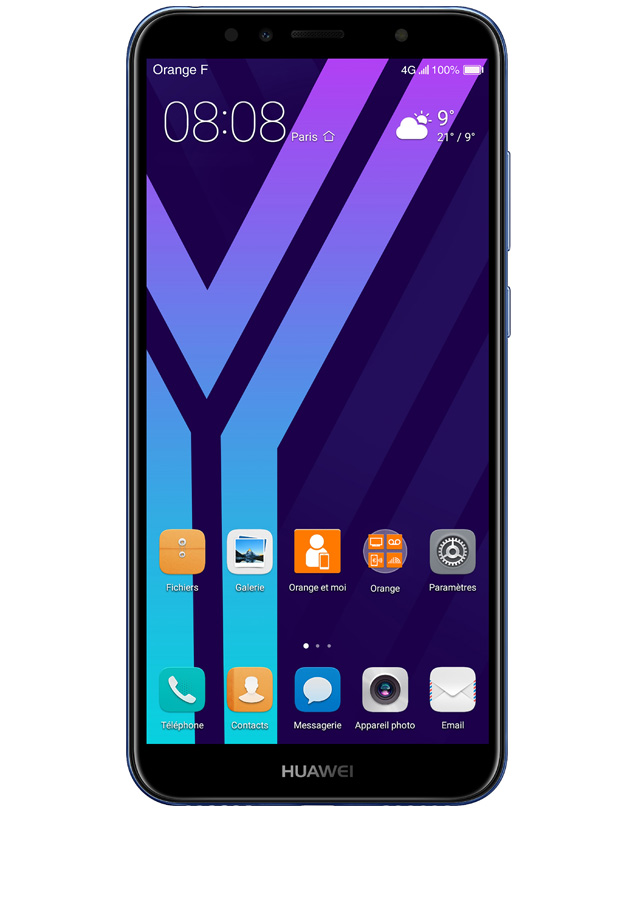 Orange F 4G 100%
08:08 Paris 9°
21° / 9°
Fichiers Galerie Orange et moi Orange Paramètres
Téléphone Contacts Messagerie Appareil photo Email
HUAWEI